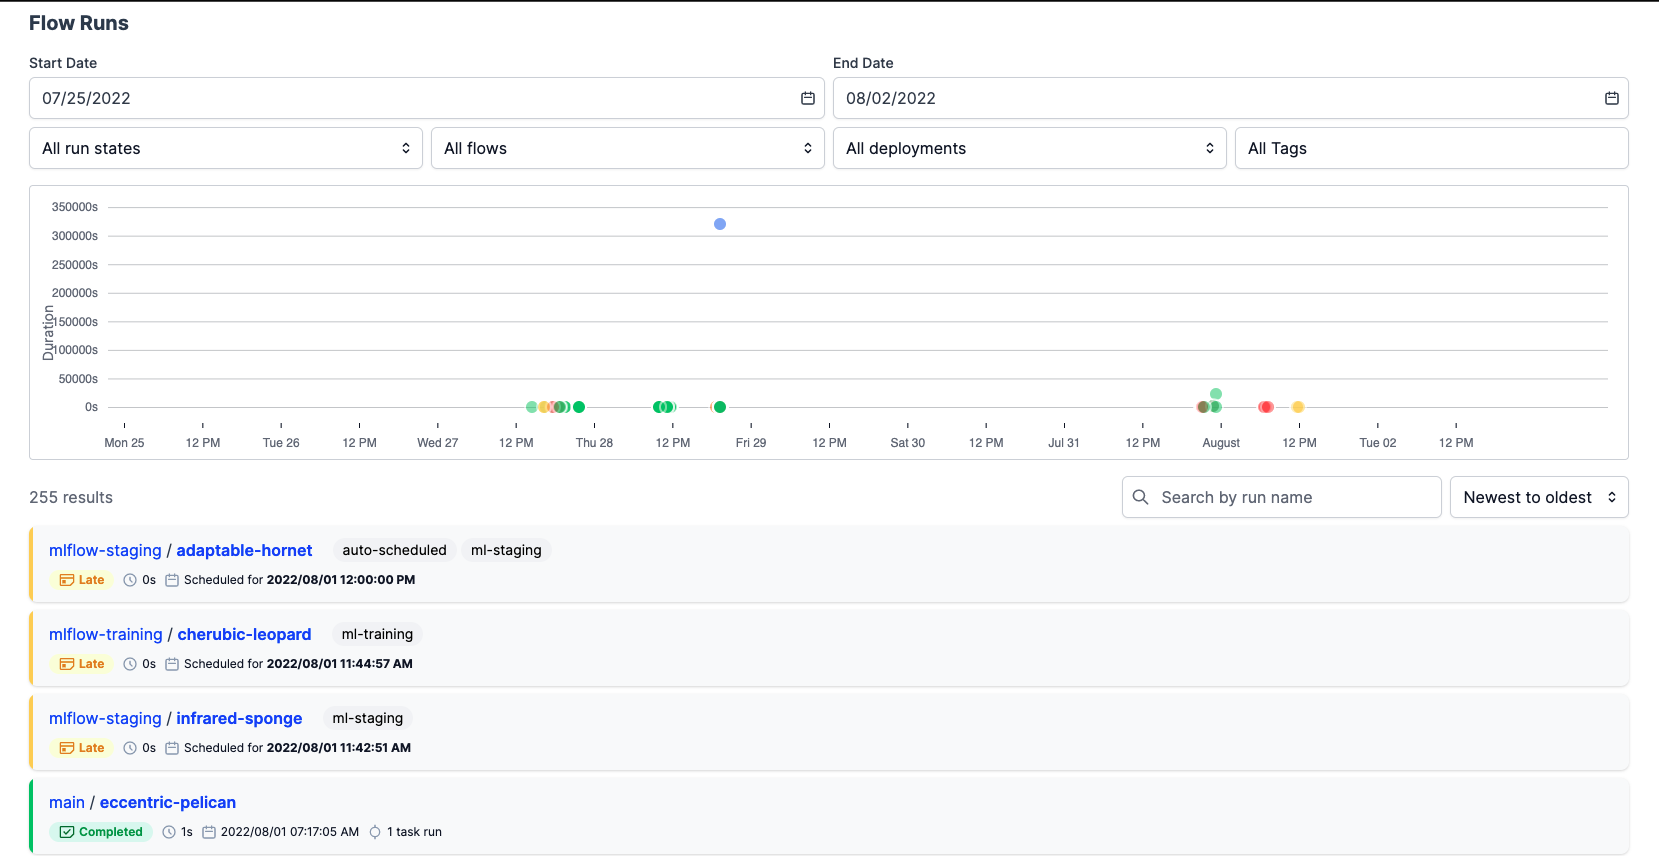 Flow Runs
Start Date
End Date
07/25/2022
08/02/2022
All run states
All flows
All deployments
All Tags
350000s
300000s
250000s
200000s
150000s
100000s
50000s
0s
Duration
Mon 25 12 PM Tue 26 12 PM Wed 27 12 PM Thu 28 12 PM Fri 29 12 PM Sat 30 12 PM Jul 31 12 PM August 12 PM Tue 02 12 PM
255 results
Search by run name
Newest to oldest
mlflow-staging / adaptable-hornet auto-scheduled ml-staging
Late 0s Scheduled for 2022/08/01 12:00:00 PM
mlflow-training / cherubic-leopard ml-training
Late 0s Scheduled for 2022/08/01 11:44:57 AM
mlflow-staging / infrared-sponge ml-staging
Late 0s Scheduled for 2022/08/01 11:42:51 AM
main / eccentric-pelican
Completed 1s 2022/08/01 07:17:05 AM 1 task run